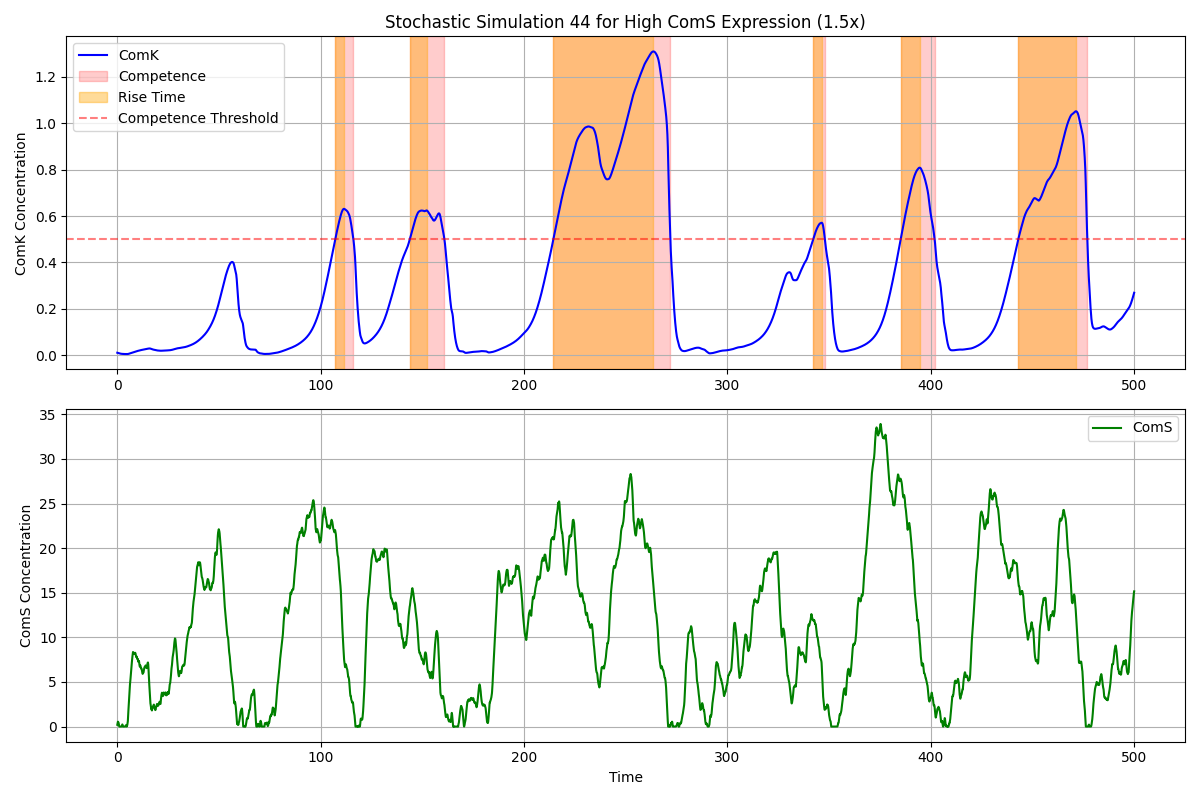 Stochastic Simulation 44 for High ComS Expression (1.5x)
ComK
Competence
Rise Time
Competence Threshold
ComK Concentration
1.2
1.0
0.8
0.6
0.4
0.2
0.0
0 100 200 300 400 500
ComS
ComS Concentration
35
30
25
20
15
10
5
0
0 100 200 300 400 500
Time